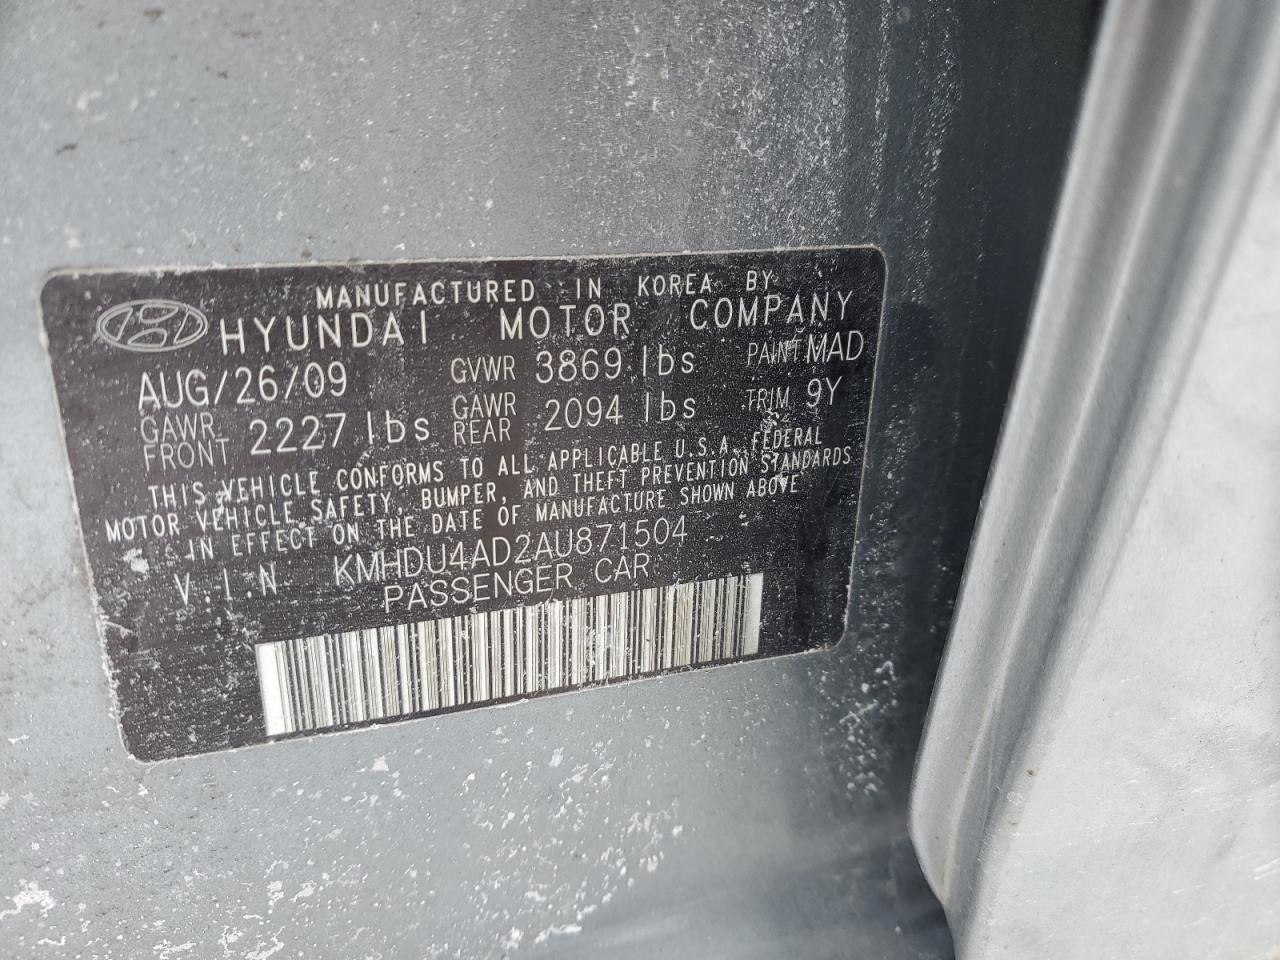 MANUFACTURED IN KOREA BY
HYUNDAI MOTOR COMPANY
AUG/26/09 GVWR 3869 lbs PAINT MAD
GAWR FRONT 2227 lbs GAWR REAR 2094 lbs TRIM 9Y
THIS VEHICLE CONFORMS TO ALL APPLICABLE U.S.A. FEDERAL
MOTOR VEHICLE SAFETY, BUMPER, AND THEFT PREVENTION STANDARDS
IN EFFECT ON THE DATE OF MANUFACTURE SHOWN ABOVE
V.I.N KMHDU4AD2AU871504
PASSENGER CAR